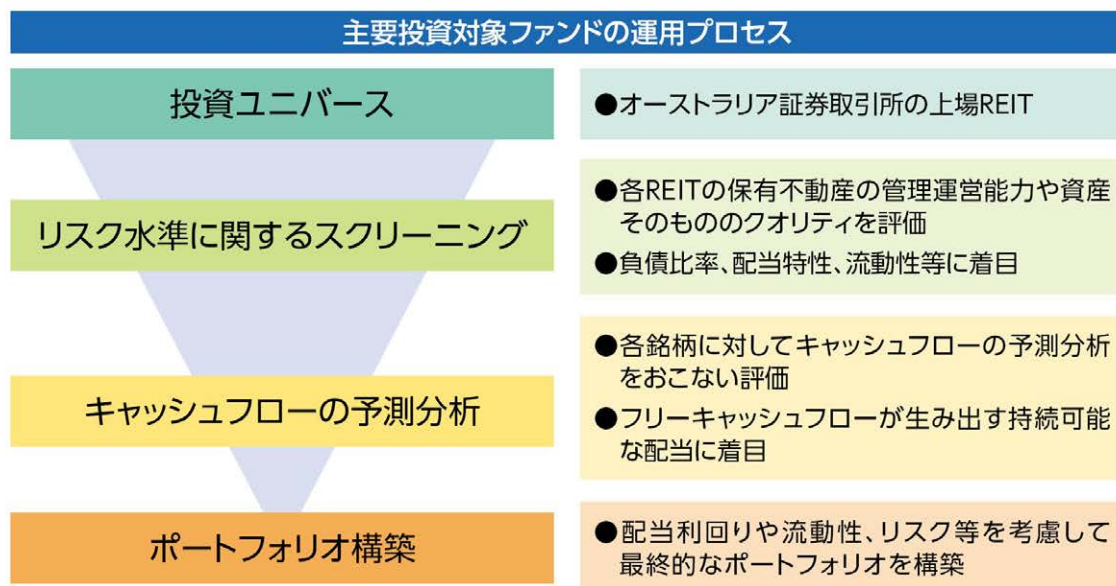 主要投資対象ファンドの運用プロセス
投資ユニバース
●オーストラリア証券取引所の上場REIT
リスク水準に関するスクリーニング
●各REITの保有不動産の管理運営能力や資産
そのもののクオリティを評価
●負債比率、配当特性、流動性等に着目
キャッシュフローの予測分析
●各銘柄に対してキャッシュフローの予測分析
をおこない評価
●フリーキャッシュフローが生み出す持続可能
な配当に着目
ポートフォリオ構築
●配当利回りや流動性、リスク等を考慮して
最終的なポートフォリオを構築